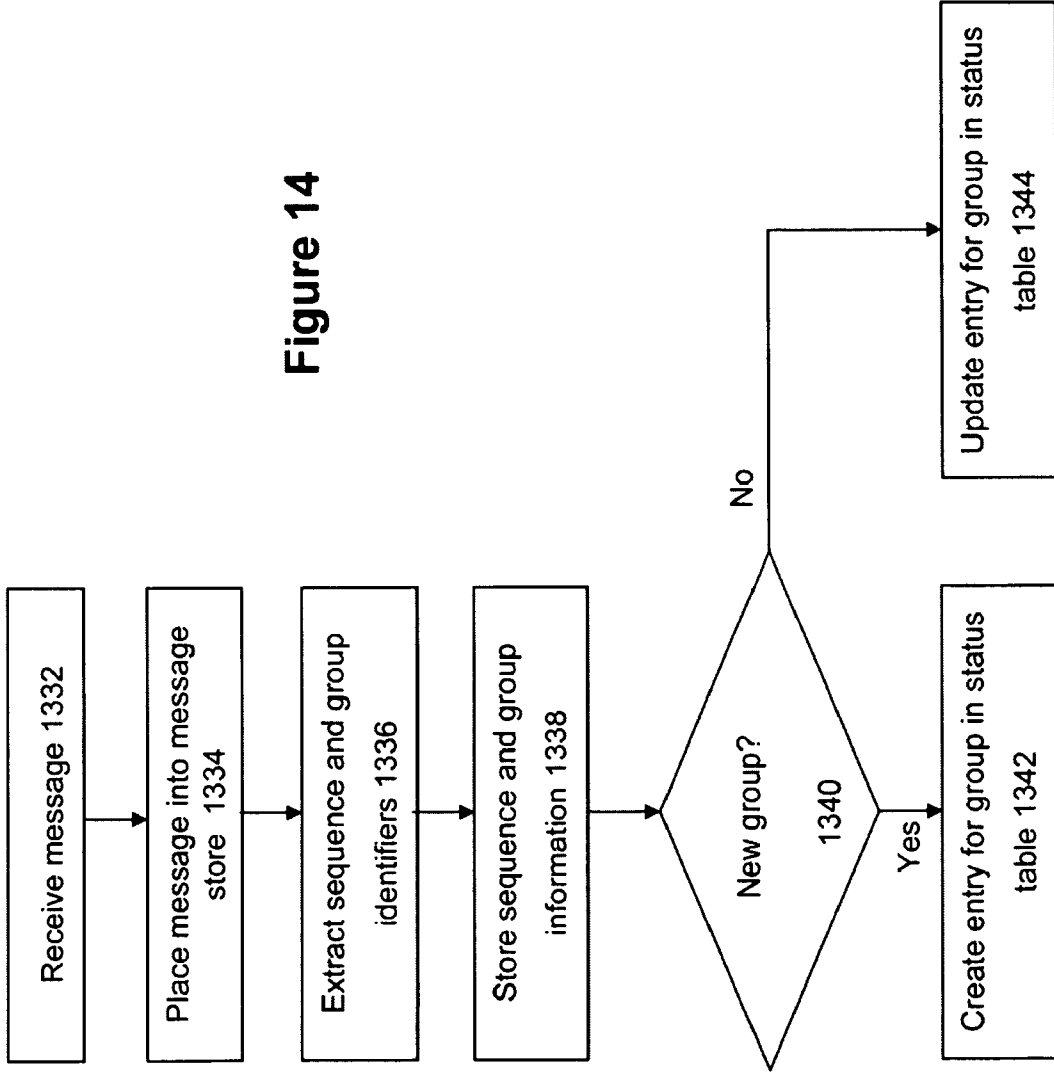 Receive message 1332
Place message into message
store 1334
Extract sequence and group
identifiers 1336
Store sequence and group
information 1338
New group?
1340
No
Yes
Create entry for group in status
table 1342
Update entry for group in status
table 1344
Figure 14